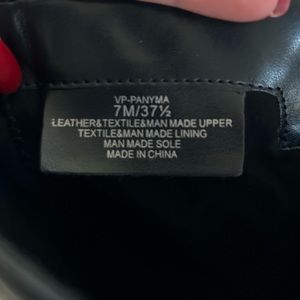 VP-PANYMA
7M/37½
LEATHER&TEXTILE&MAN MADE UPPER
TEXTILE&MAN MADE LINING
MAN MADE SOLE
MADE IN CHINA